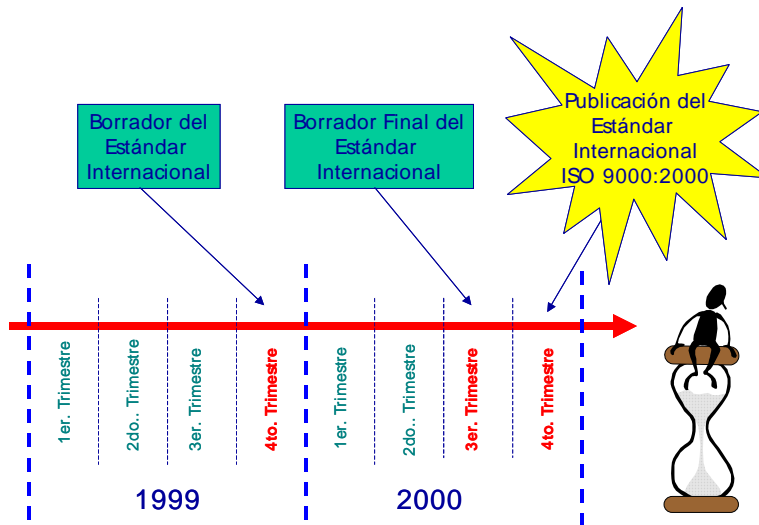 Borrador del
Estándar
Internacional
Borrador Final del
Estándar
Internacional
Publicación del
Estándar
Internacional
ISO 9000:2000
1er. Trimestre
2do.. Trimestre
3er. Trimestre
4to. Trimestre
1er. Trimestre
2do.. Trimestre
3er. Trimestre
4to. Trimestre
1999
2000